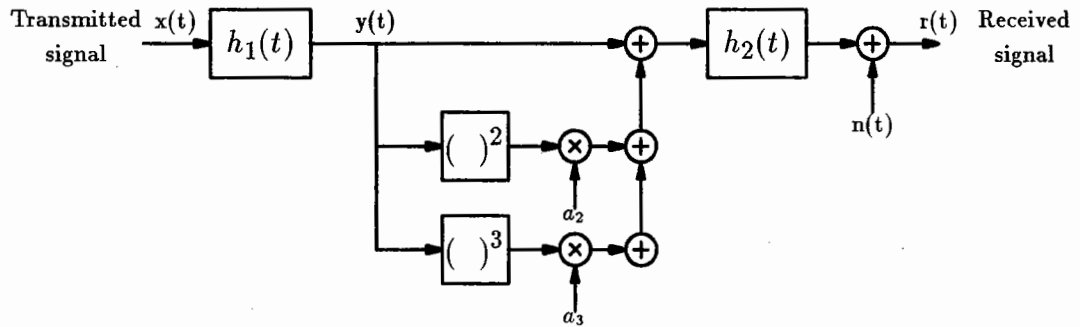 Transmitted signal
x(t)
h₁(t)
y(t)
h₂(t)
r(t)
Received signal
n(t)
( )²
a₂
( )³
a₃